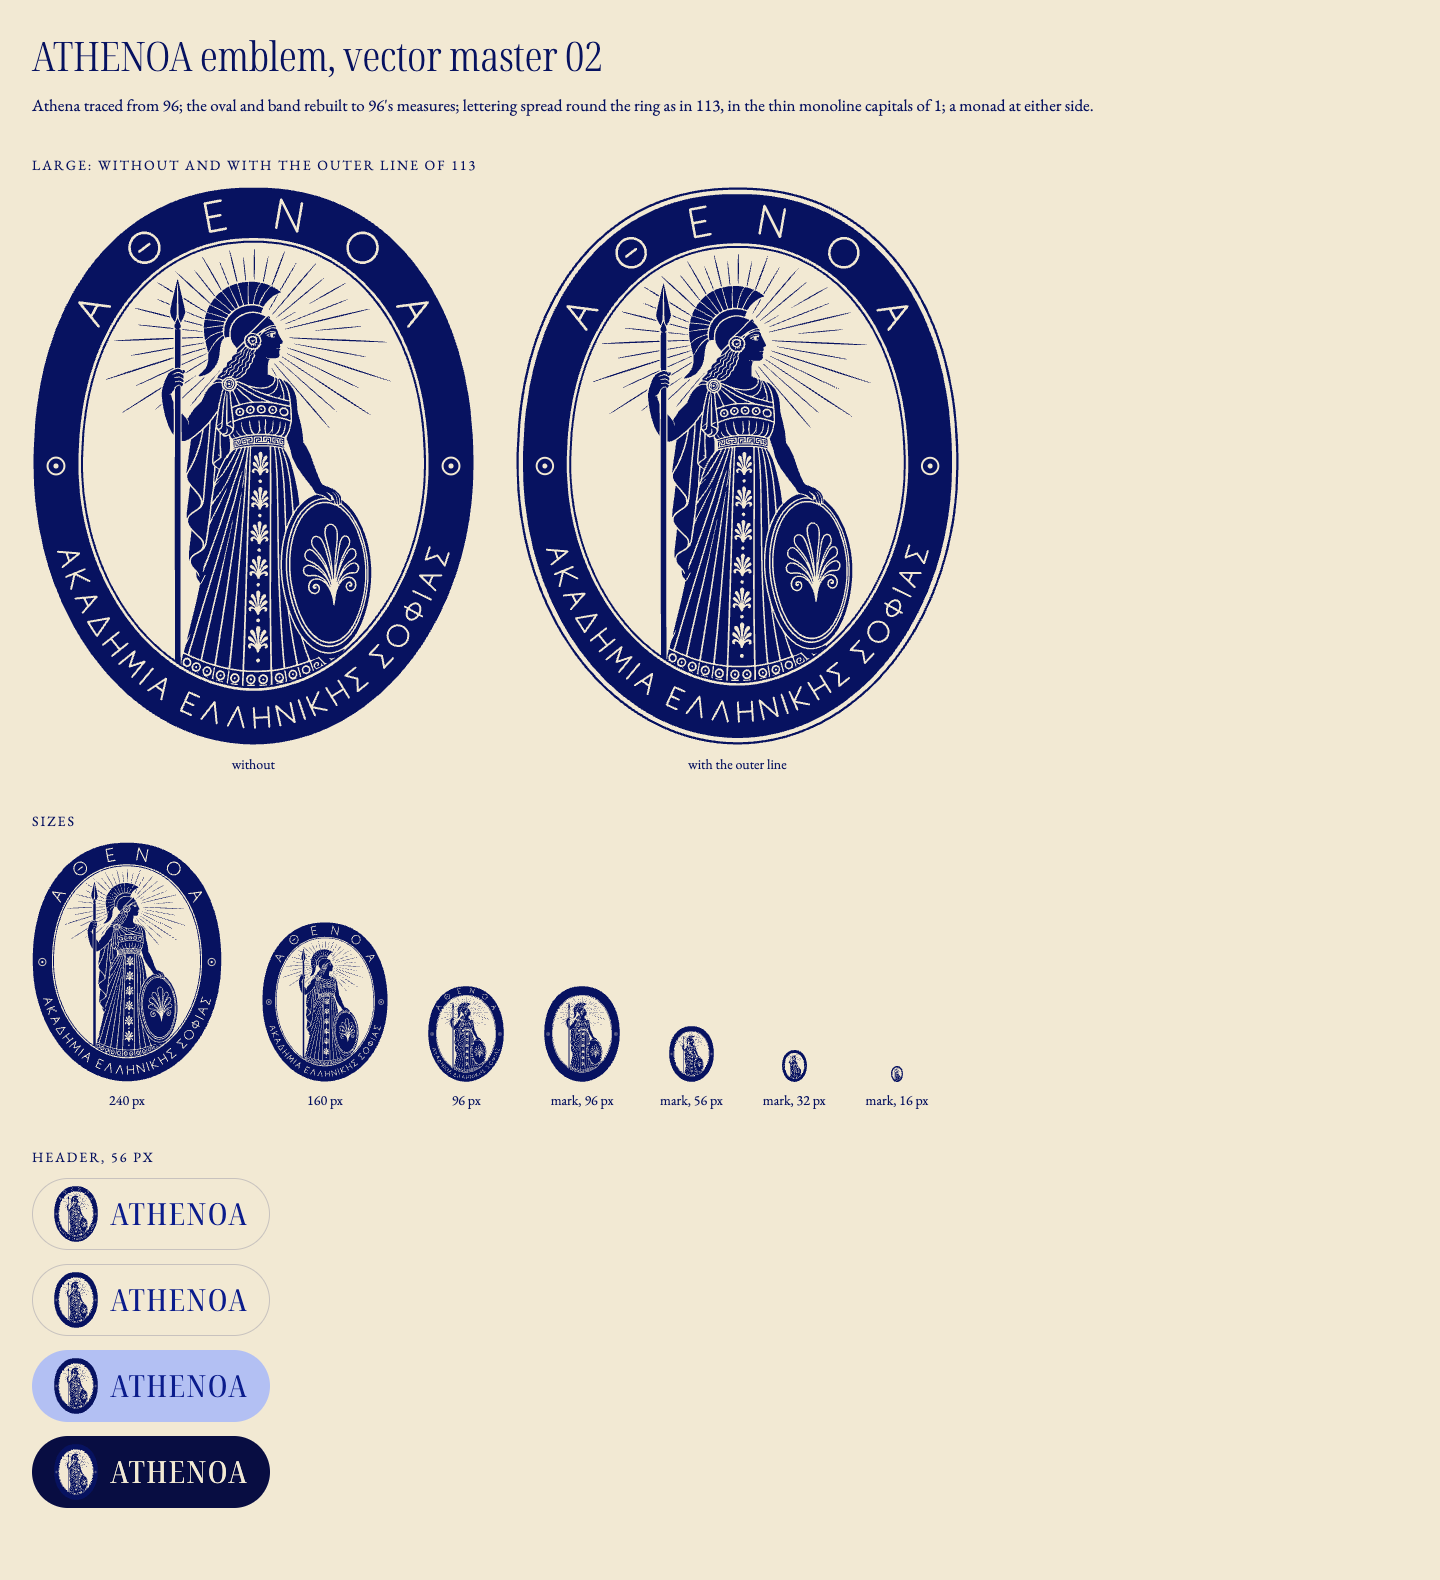 ATHENOA emblem, vector master 02
Athena traced from 96; the oval and band rebuilt to 96's measures; lettering spread round the ring as in 113, in the thin monoline capitals of 1; a monad at either side.
LARGE: WITHOUT AND WITH THE OUTER LINE OF 113
ΑΘΕΝΟΑ
ΑΚΑΔΗΜΙΑ ΕΛΛΗΝΙΚΗΣ ΣΟΦΙΑΣ
ΑΘΕΝΟΑ
ΑΚΑΔΗΜΙΑ ΕΛΛΗΝΙΚΗΣ ΣΟΦΙΑΣ
without
with the outer line
SIZES
ΑΘΕΝΟΑ
ΑΚΑΔΗΜΙΑ ΕΛΛΗΝΙΚΗΣ ΣΟΦΙΑΣ
ΑΘΕΝΟΑ
ΑΚΑΔΗΜΙΑ ΕΛΛΗΝΙΚΗΣ ΣΟΦΙΑΣ
ΑΘΕΝΟΑ
240 px
160 px
96 px
mark, 96 px
mark, 56 px
mark, 32 px
mark, 16 px
HEADER, 56 PX
ATHENOA
ATHENOA
ATHENOA
ATHENOA